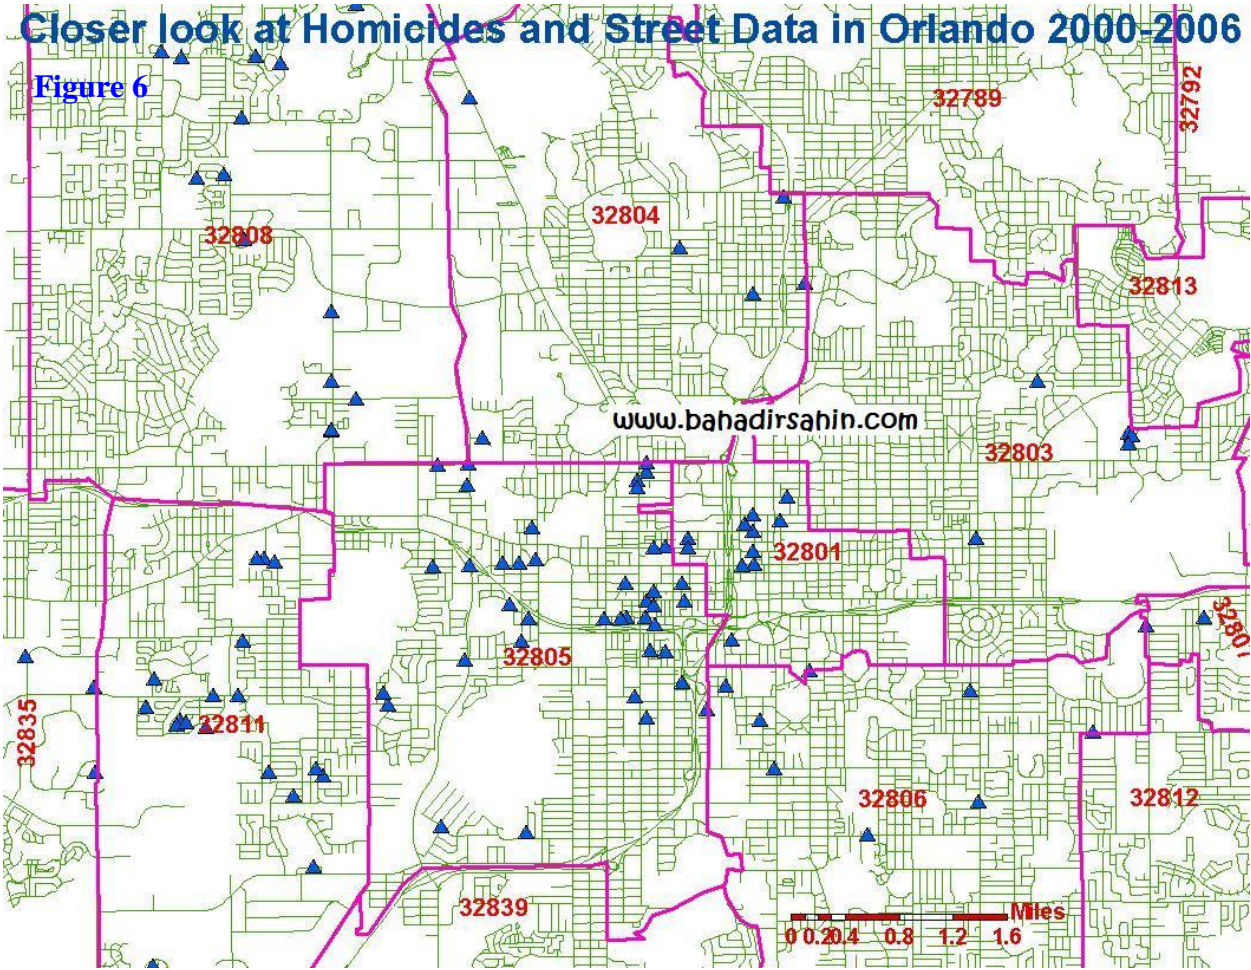 Closer look at Homicides and Street Data in Orlando 2000-2006
Figure 6
32789
32792
32804
32808
32813
www.bahadirsahin.com
32803
32801
32807
32805
32835
32811
32806
32812
32839
Miles
0 0.2 0.4 0.8 1.2 1.6